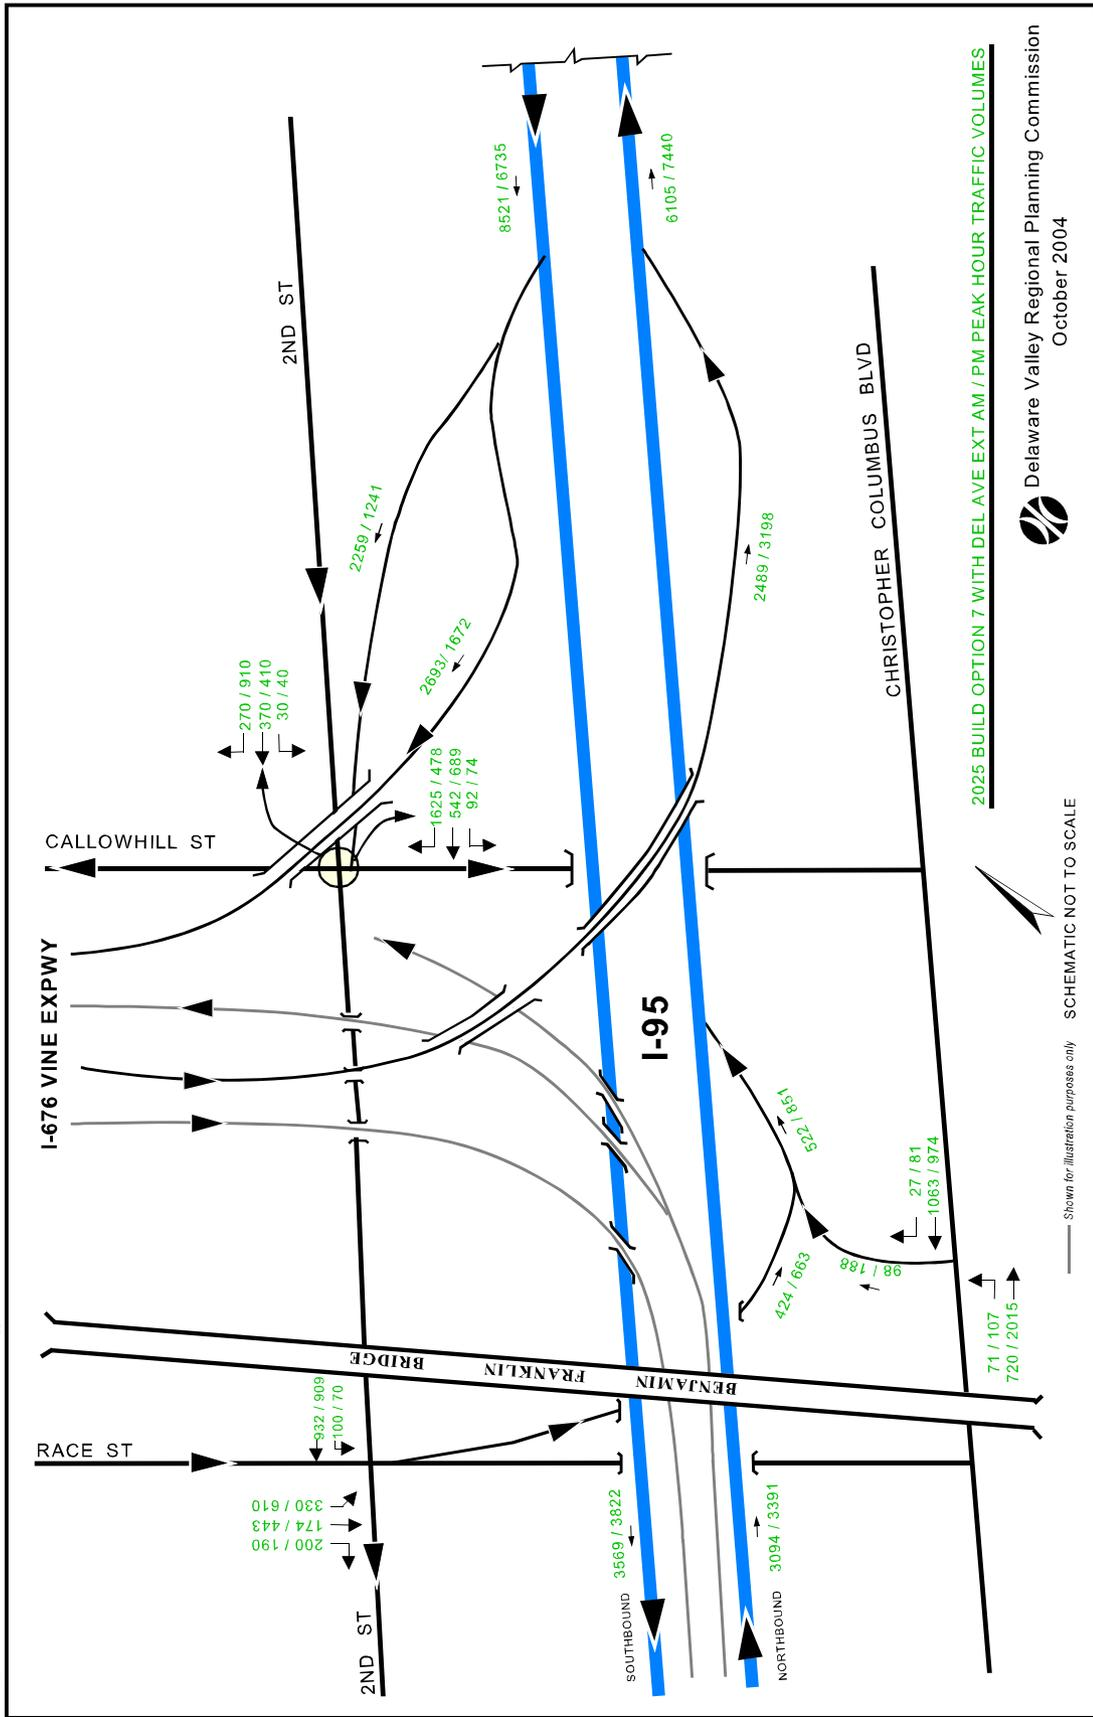 2ND ST
8521 / 6735
6105 / 7440
2259 / 1241
2693/ 1672
2489 / 3198
270 / 910
370 / 410
30 / 40
1625 / 478
542 / 689
92 / 74
CALLOWHILL ST
I-676 VINE EXPWY
I-95
CHRISTOPHER COLUMBUS BLVD
522 / 851
27 / 81
1063 / 974
98 / 188
424 / 663
71 / 107
720 / 2015
BENJAMIN FRANKLIN BRIDGE
RACE ST
932 / 909
100 / 70
330 / 610
174 / 443
200 / 190
2ND ST
3569 / 3822
3094 / 3391
SOUTHBOUND
NORTHBOUND
Shown for illustration purposes only
SCHEMATIC NOT TO SCALE
2025 BUILD OPTION 7 WITH DEL AVE EXT AM / PM PEAK HOUR TRAFFIC VOLUMES
Delaware Valley Regional Planning Commission
October 2004